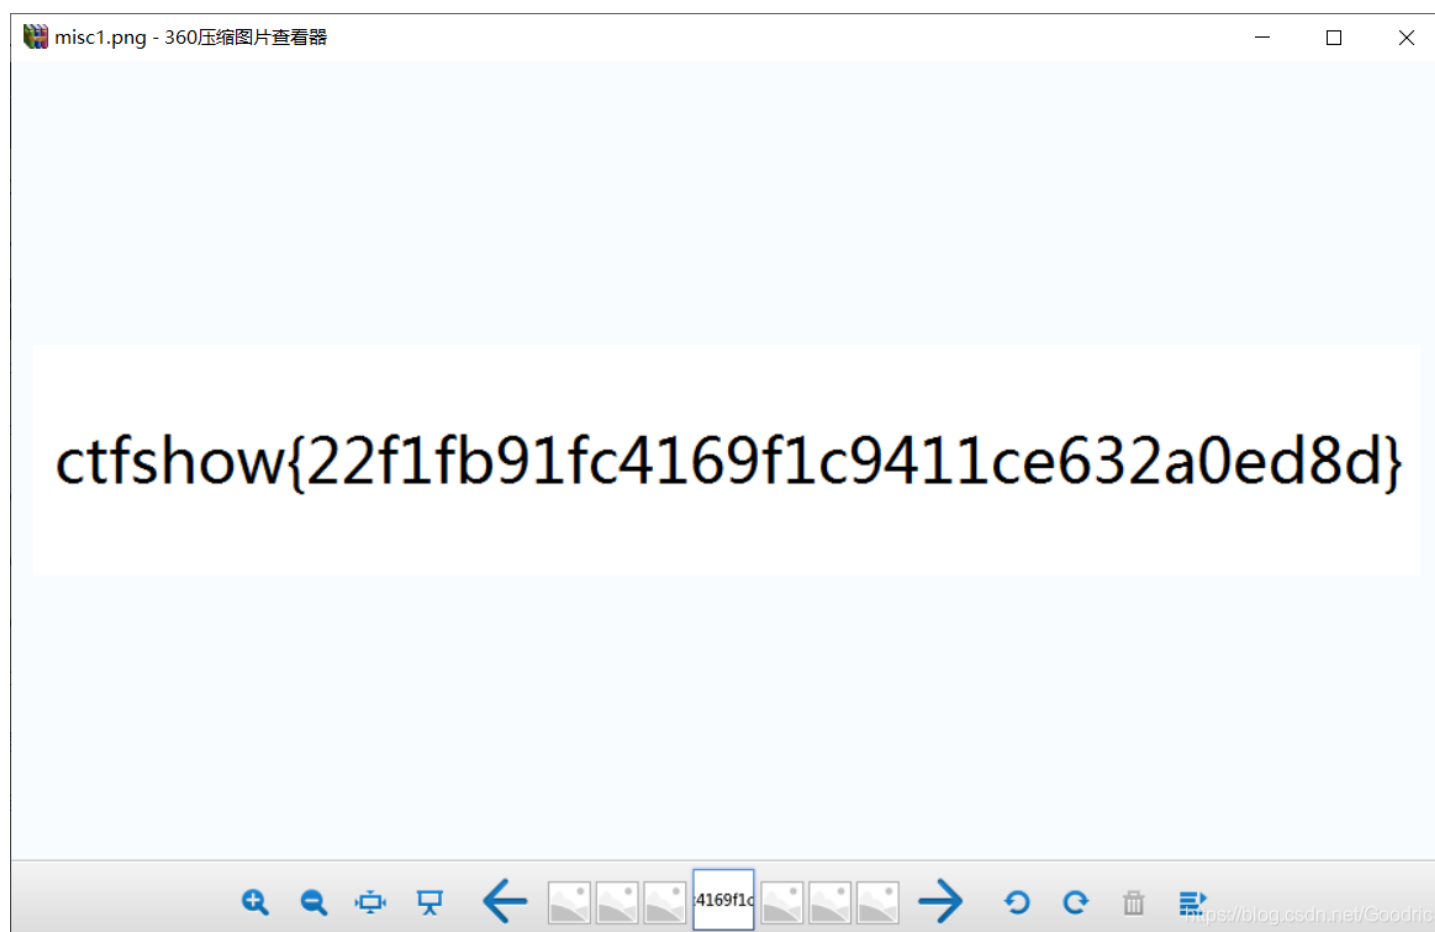 misc1.png - 360压缩图片查看器
ctfshow{22f1fb91fc4169f1c9411ce632a0ed8d}
4169f1c
https://blog.csdn.net/Goodric